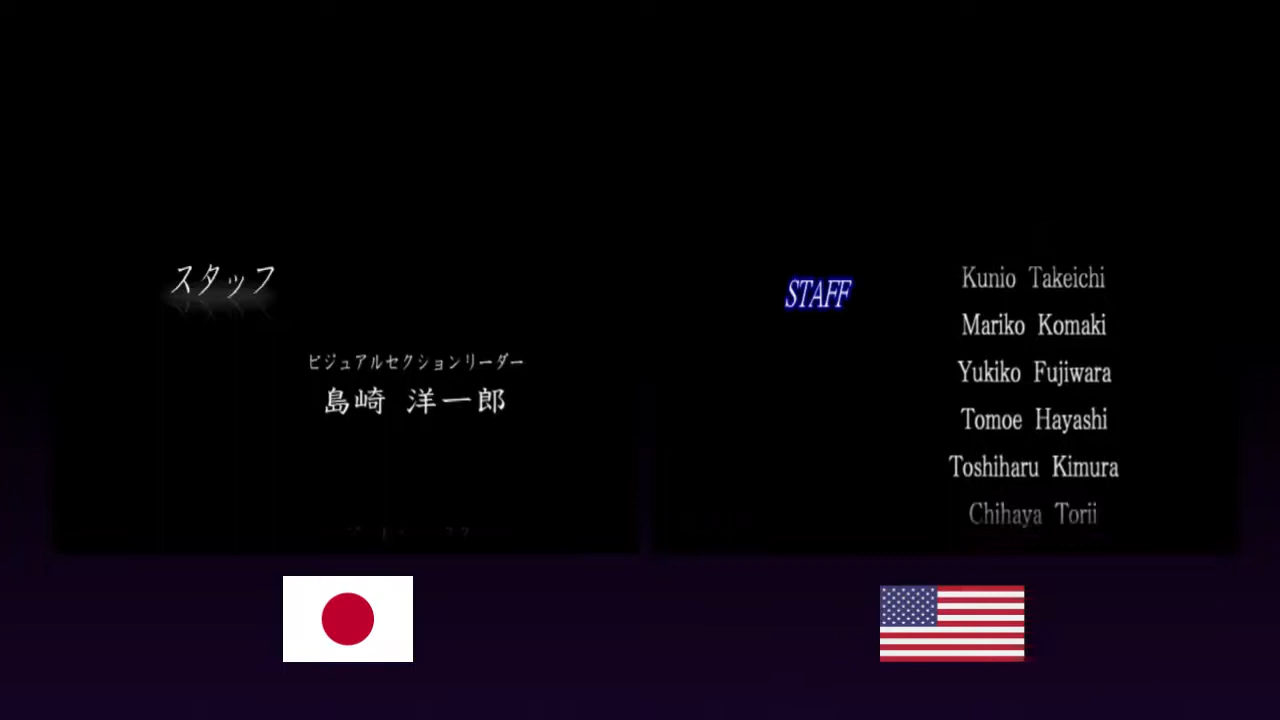 スタッフ
ビジュアルセクションリーダー
島崎 洋一郎
STAFF
Kunio Takeichi
Mariko Komaki
Yukiko Fujiwara
Tomoe Hayashi
Toshiharu Kimura
Chihaya Torii